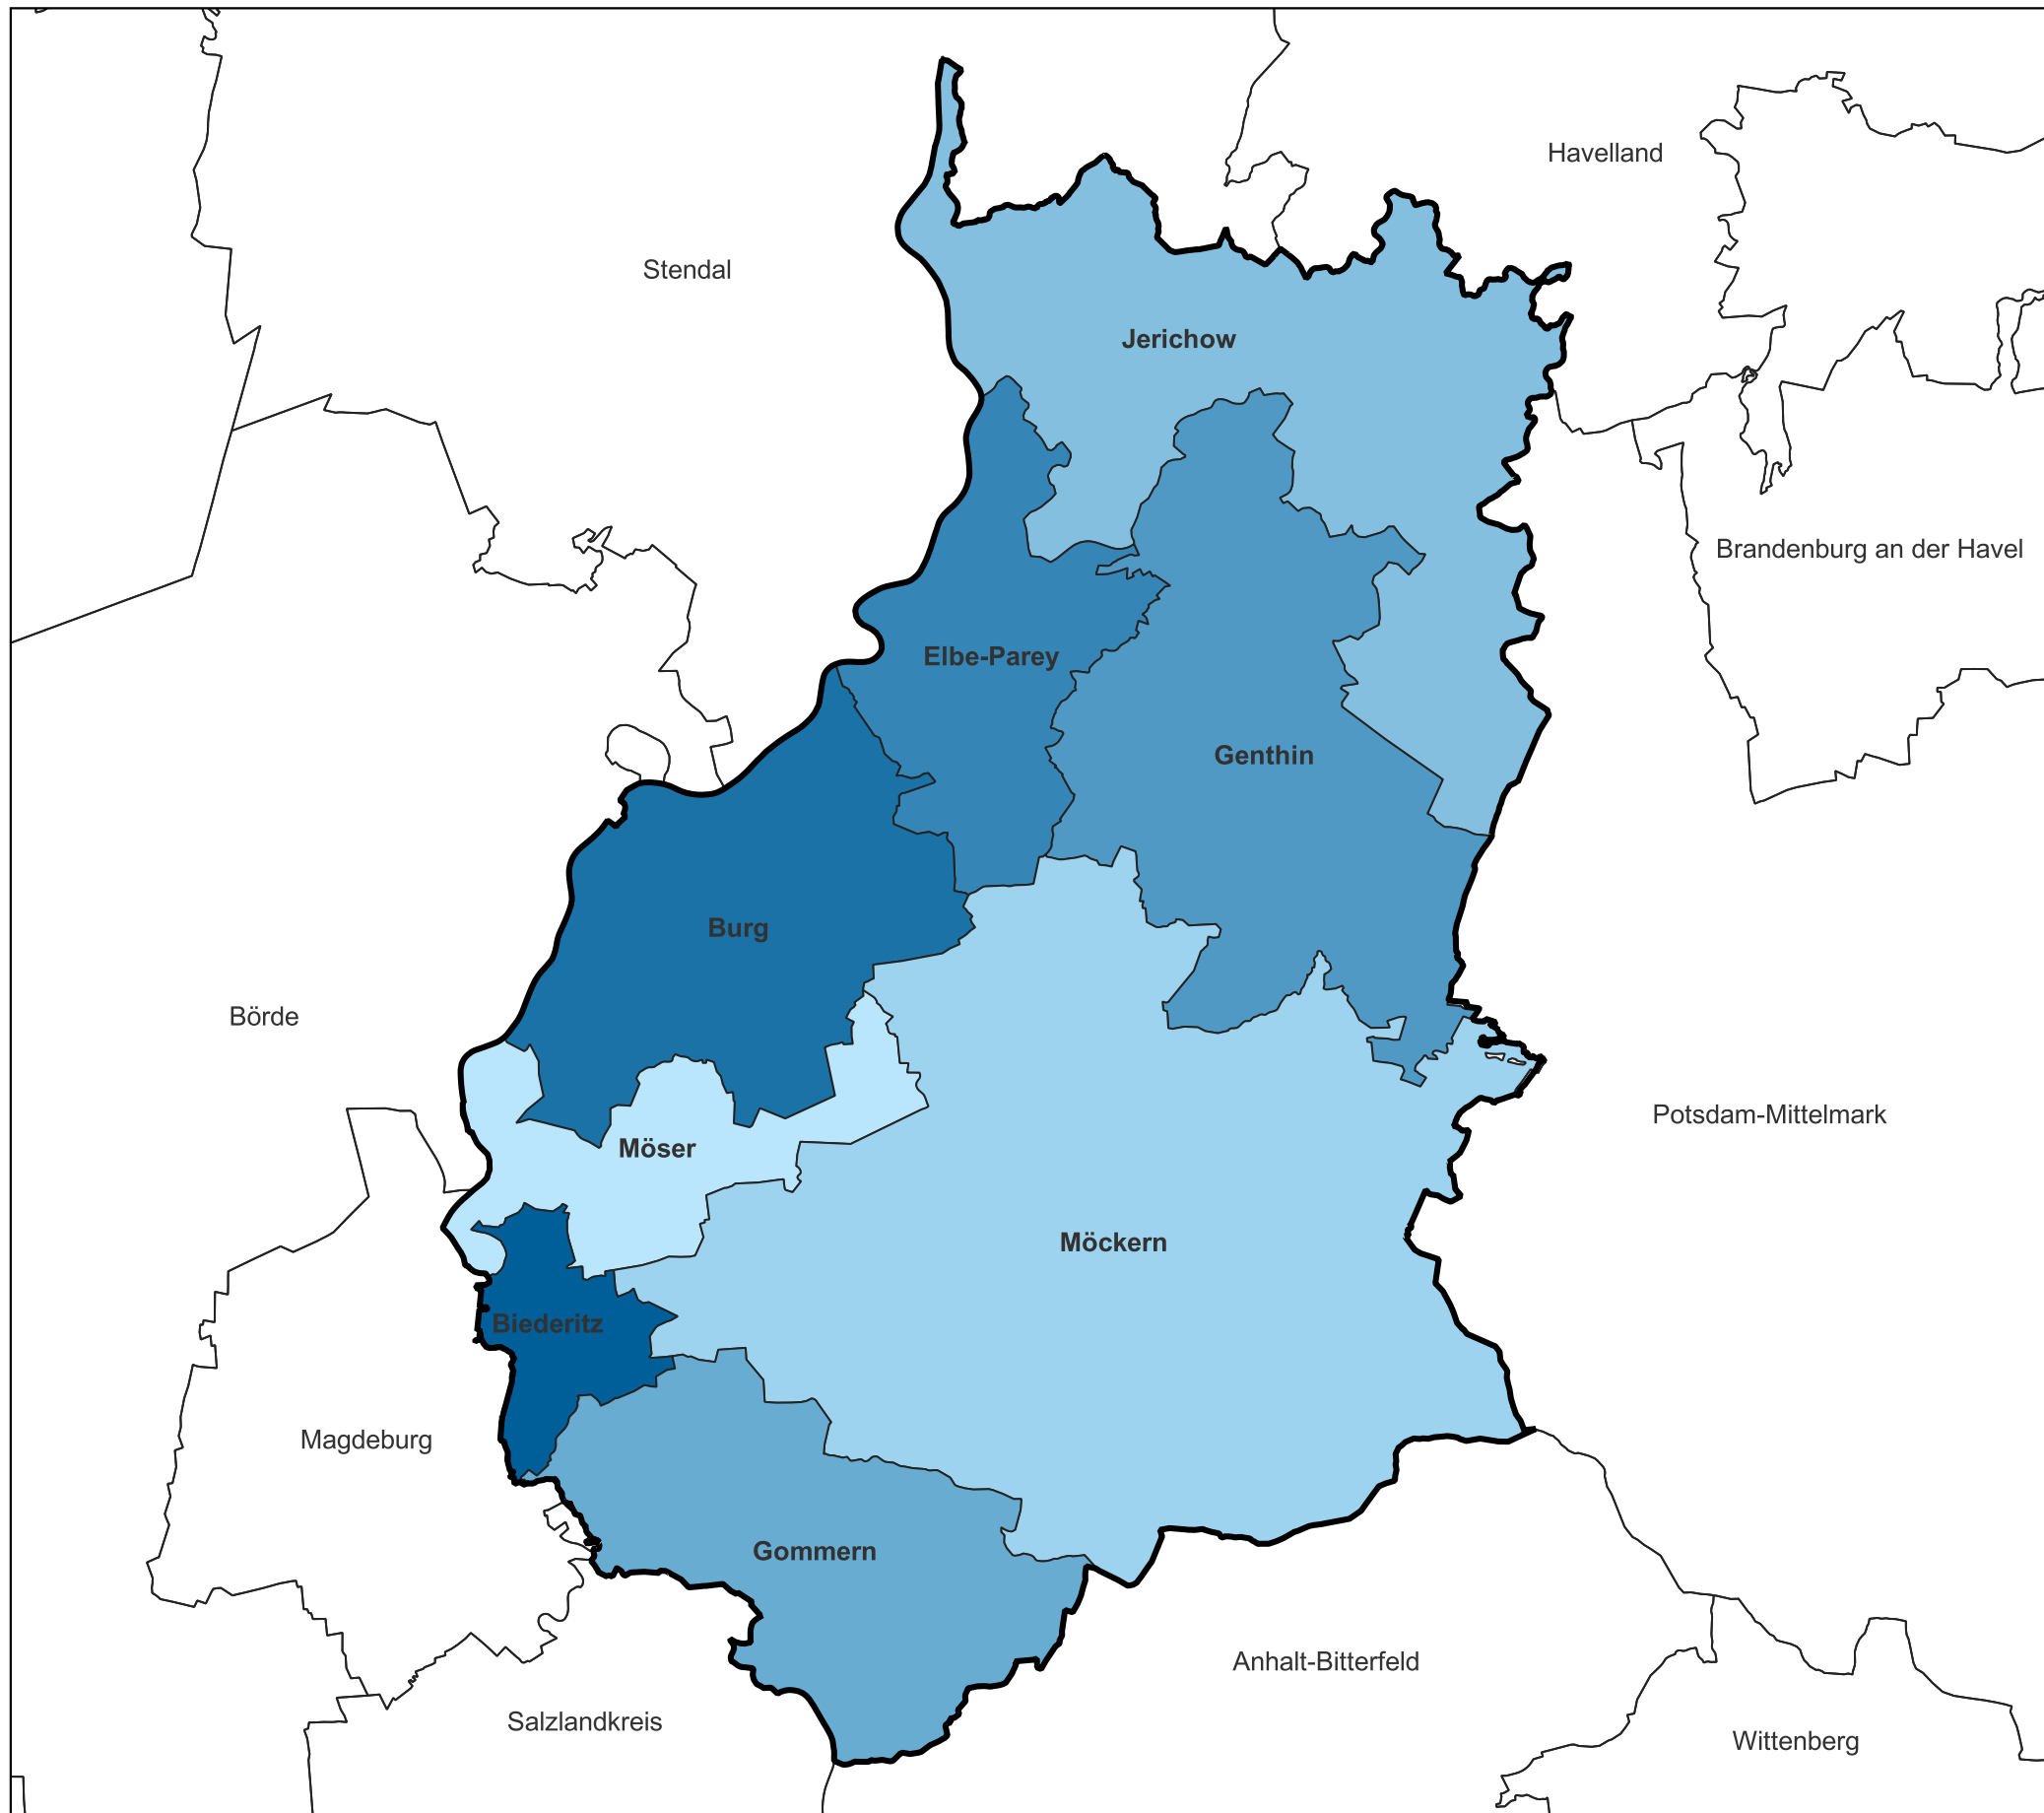 Havelland
Stendal
Jerichow
Brandenburg an der Havel
Elbe-Parey
Genthin
Burg
Börde
Potsdam-Mittelmark
Möser
Möckern
Biederitz
Magdeburg
Gommern
Anhalt-Bitterfeld
Salzlandkreis
Wittenberg